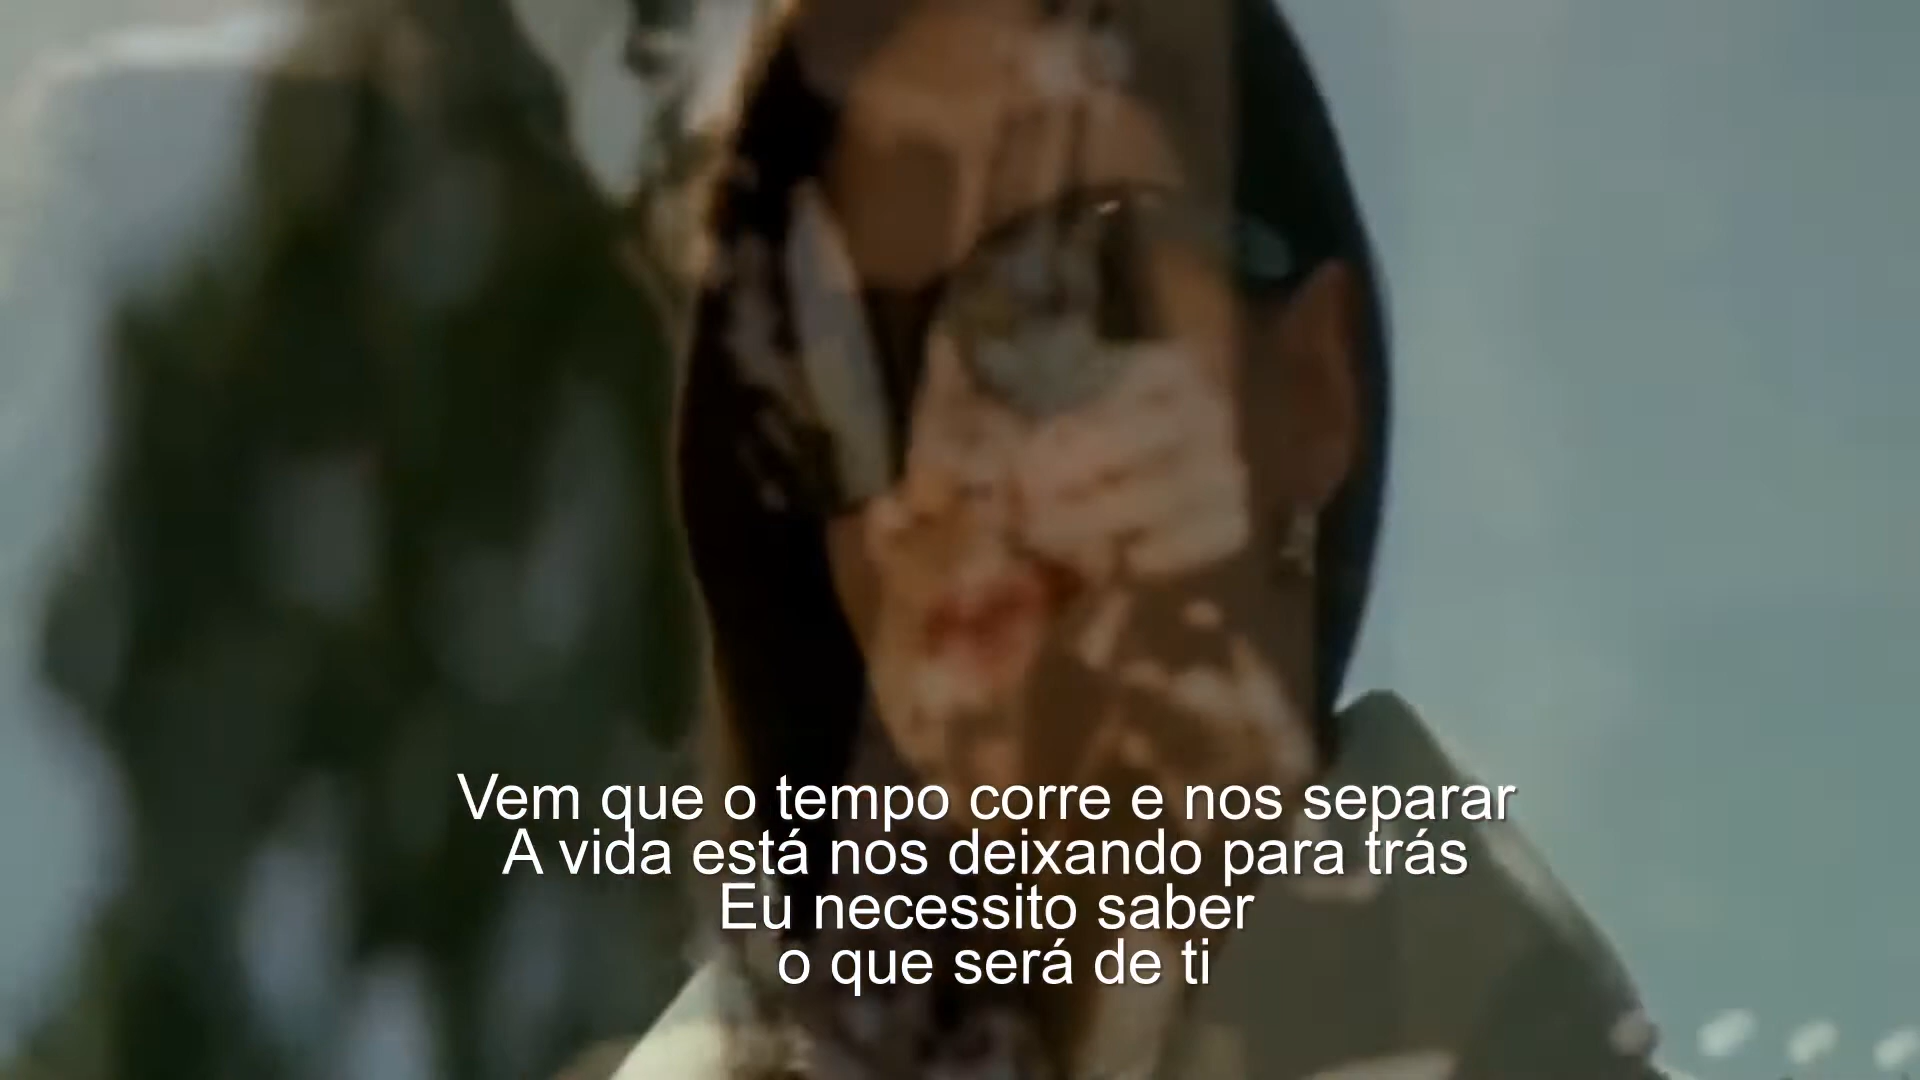 Vem que o tempo corre e nos separar
A vida está nos deixando para trás
Eu necessito saber
o que será de ti